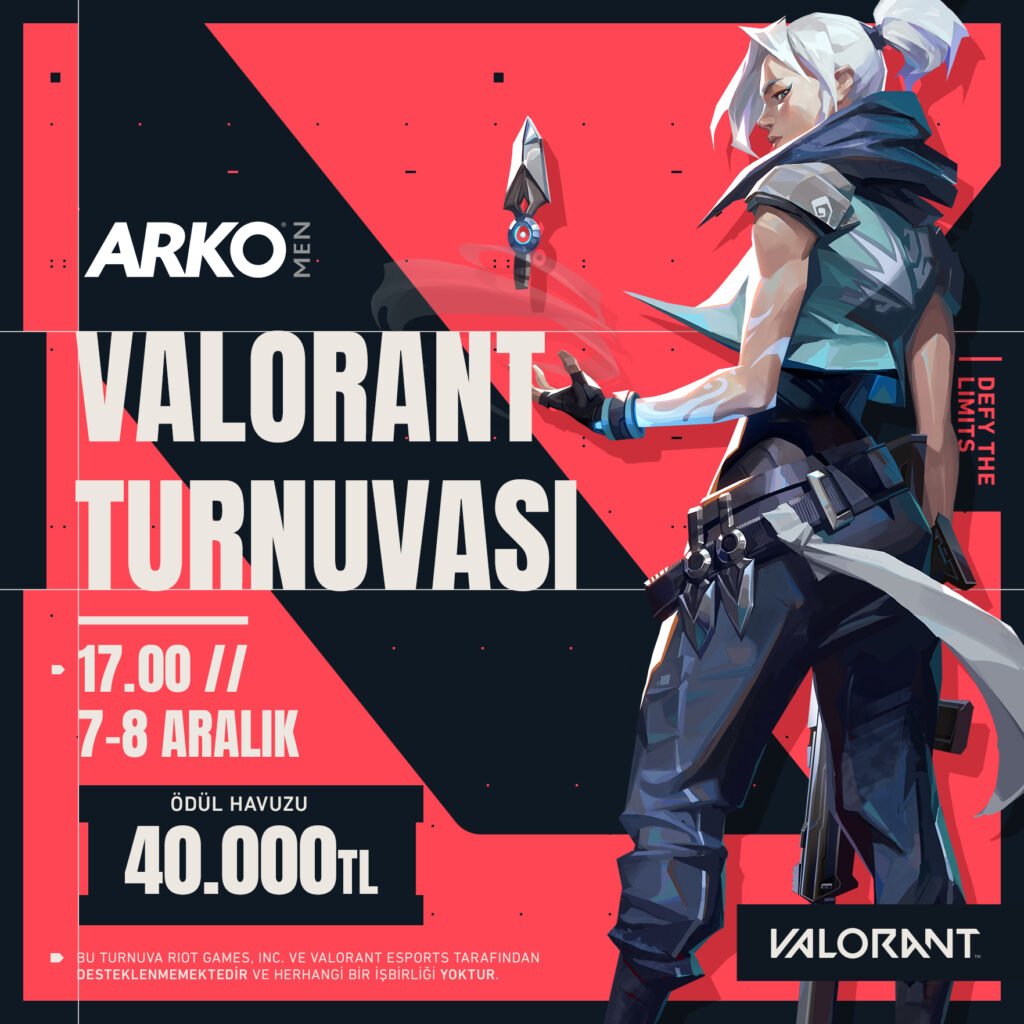 ARKO® MEN
VALORANT
TURNUVASI
DEFY THE
LIMITS
17.00 //
7-8 ARALIK
ÖDÜL HAVUZU
40.000TL
BU TURNUVA RIOT GAMES, INC. VE VALORANT ESPORTS TARAFINDAN
DESTEKLENMEMEKTEDİR VE HERHANGİ BİR İŞBİRLİĞİ YOKTUR.
VALORANT™